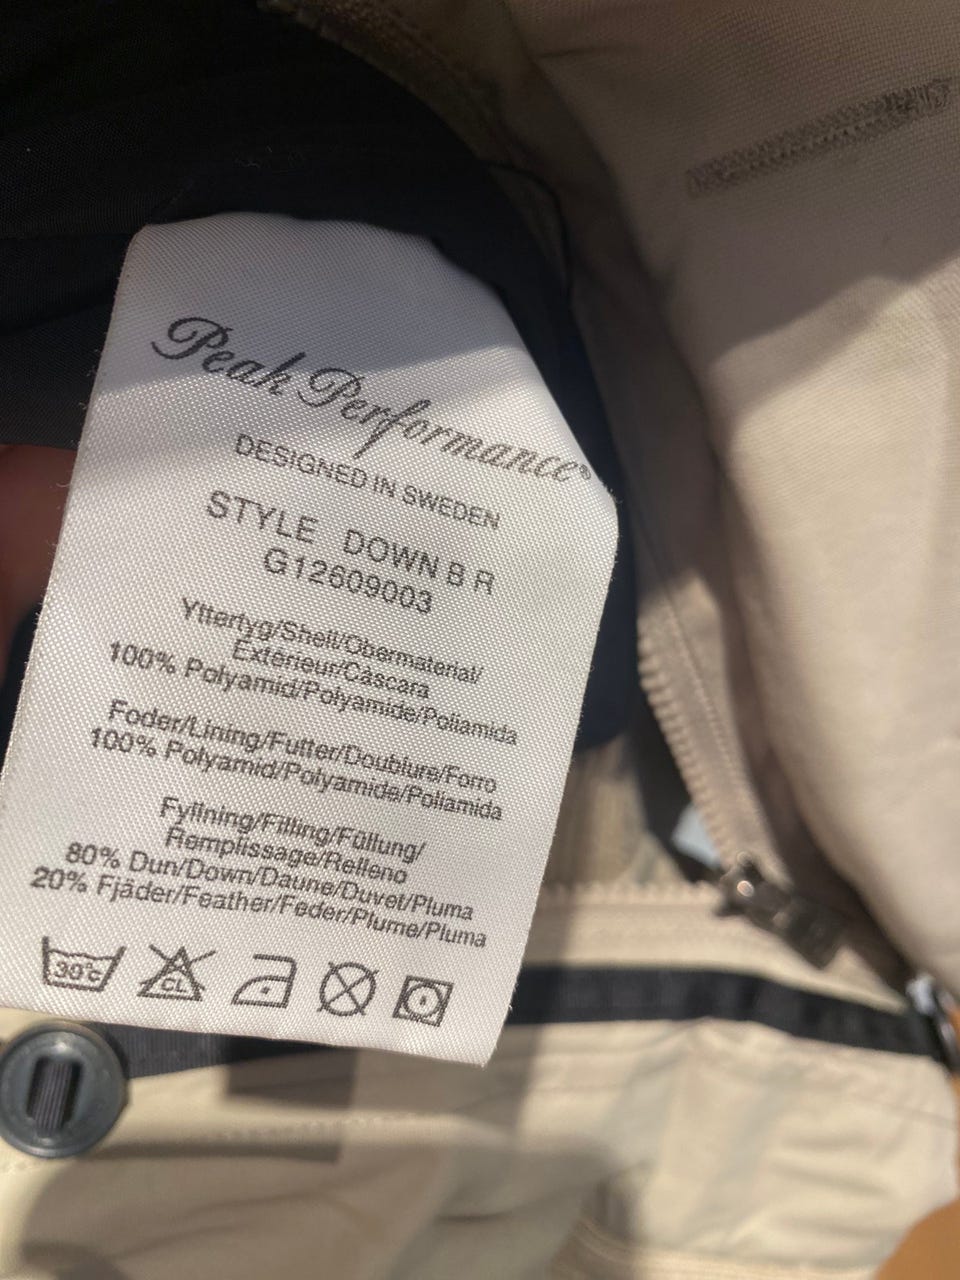 Peak Performance®
DESIGNED IN SWEDEN
STYLE DOWN B R
G12609003
Yttertyg/Shell/Obermaterial/
Extérieur/Cáscara
100% Polyamid/Polyamide/Poliamida
Foder/Lining/Futter/Doublure/Forro
100% Polyamid/Polyamide/Poliamida
Fyllning/Filling/Füllung/
Remplissage/Relleno
80% Dun/Down/Daune/Duvet/Pluma
20% Fjäder/Feather/Feder/Plume/Pluma
30°c CL